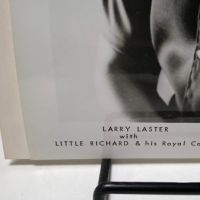 LARRY LASTER
with
LITTLE RICHARD & his Royal